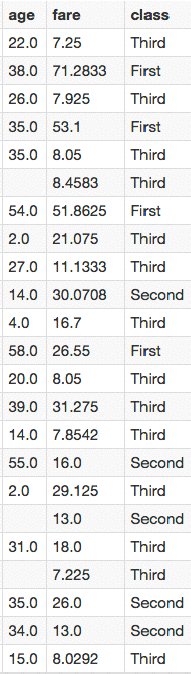 age fare class
22.0 7.25 Third
38.0 71.2833 First
26.0 7.925 Third
35.0 53.1 First
35.0 8.05 Third
8.4583 Third
54.0 51.8625 First
2.0 21.075 Third
27.0 11.1333 Third
14.0 30.0708 Second
4.0 16.7 Third
58.0 26.55 First
20.0 8.05 Third
39.0 31.275 Third
14.0 7.8542 Third
55.0 16.0 Second
2.0 29.125 Third
13.0 Second
31.0 18.0 Third
7.225 Third
35.0 26.0 Second
34.0 13.0 Second
15.0 8.0292 Third